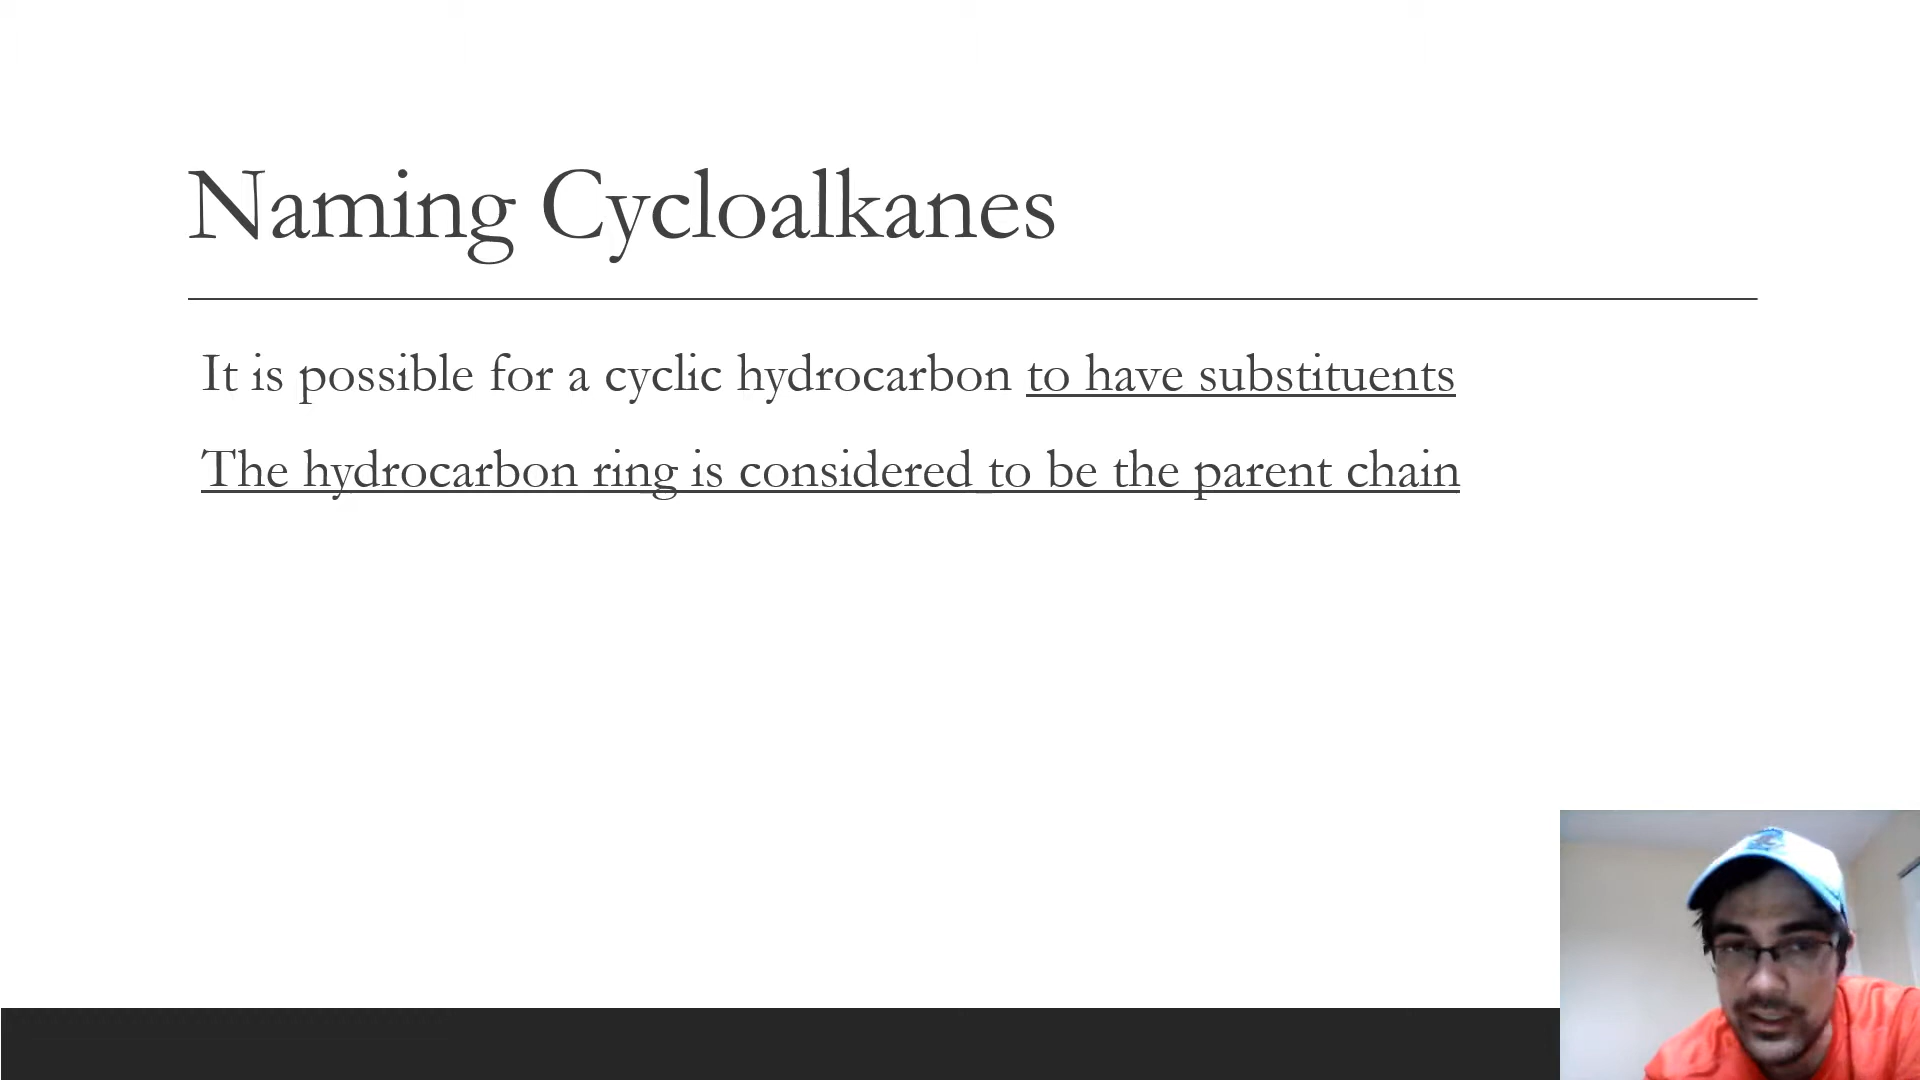 Naming Cycloalkanes
It is possible for a cyclic hydrocarbon to have substituents
The hydrocarbon ring is considered to be the parent chain